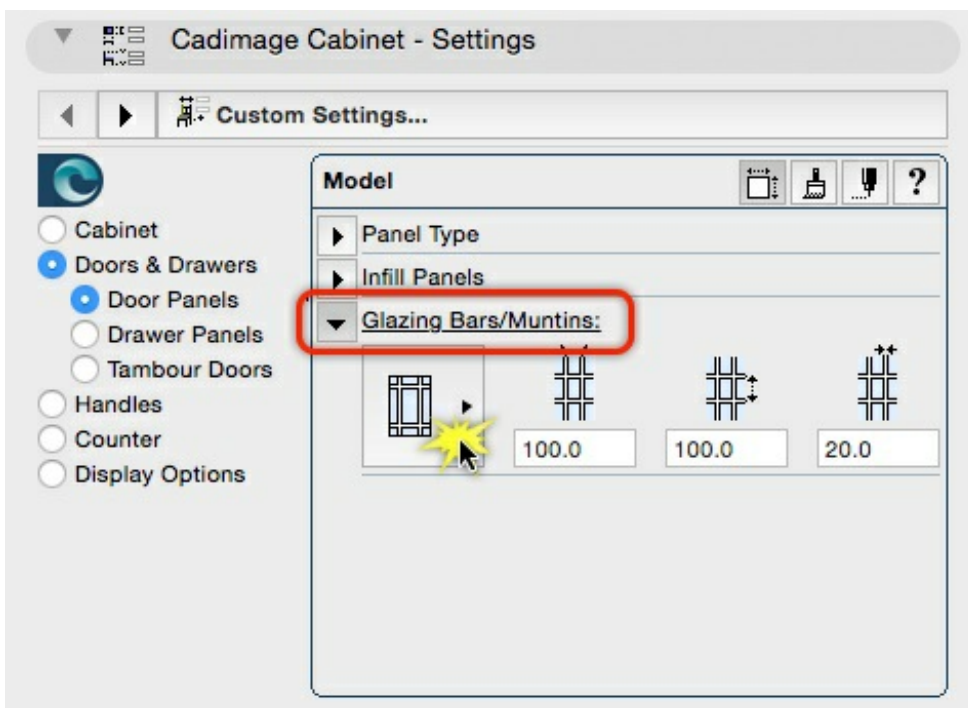 Cadimage Cabinet - Settings
Custom Settings...
Cabinet
Doors & Drawers
Door Panels
Drawer Panels
Tambour Doors
Handles
Counter
Display Options
Model
?
Panel Type
Infill Panels
Glazing Bars/Muntins:
100.0 100.0 20.0